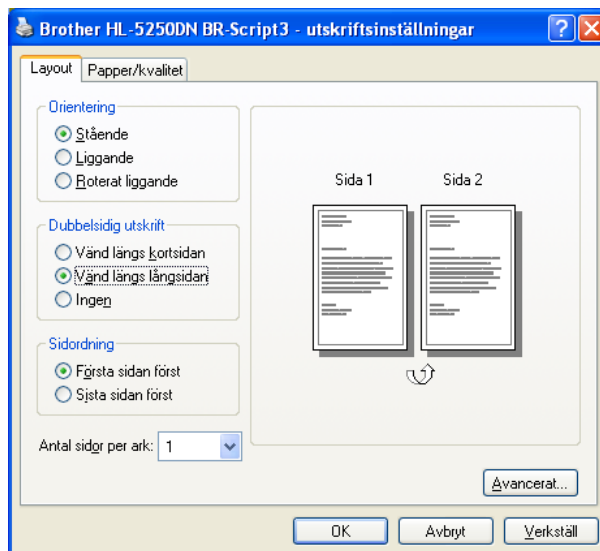 Brother HL-5250DN BR-Script3 - utskriftsinställningar
Layout
Papper/kvalitet
Orientering
Stående
Liggande
Roterat liggande
Dubbelsidig utskrift
Vänd längs kortsidan
Vänd längs långsidan
Ingen
Sidordning
Första sidan först
Sista sidan först
Antal sidor per ark: 1
Sida 1
Sida 2
Avancerat...
OK
Avbryt
Verkställ